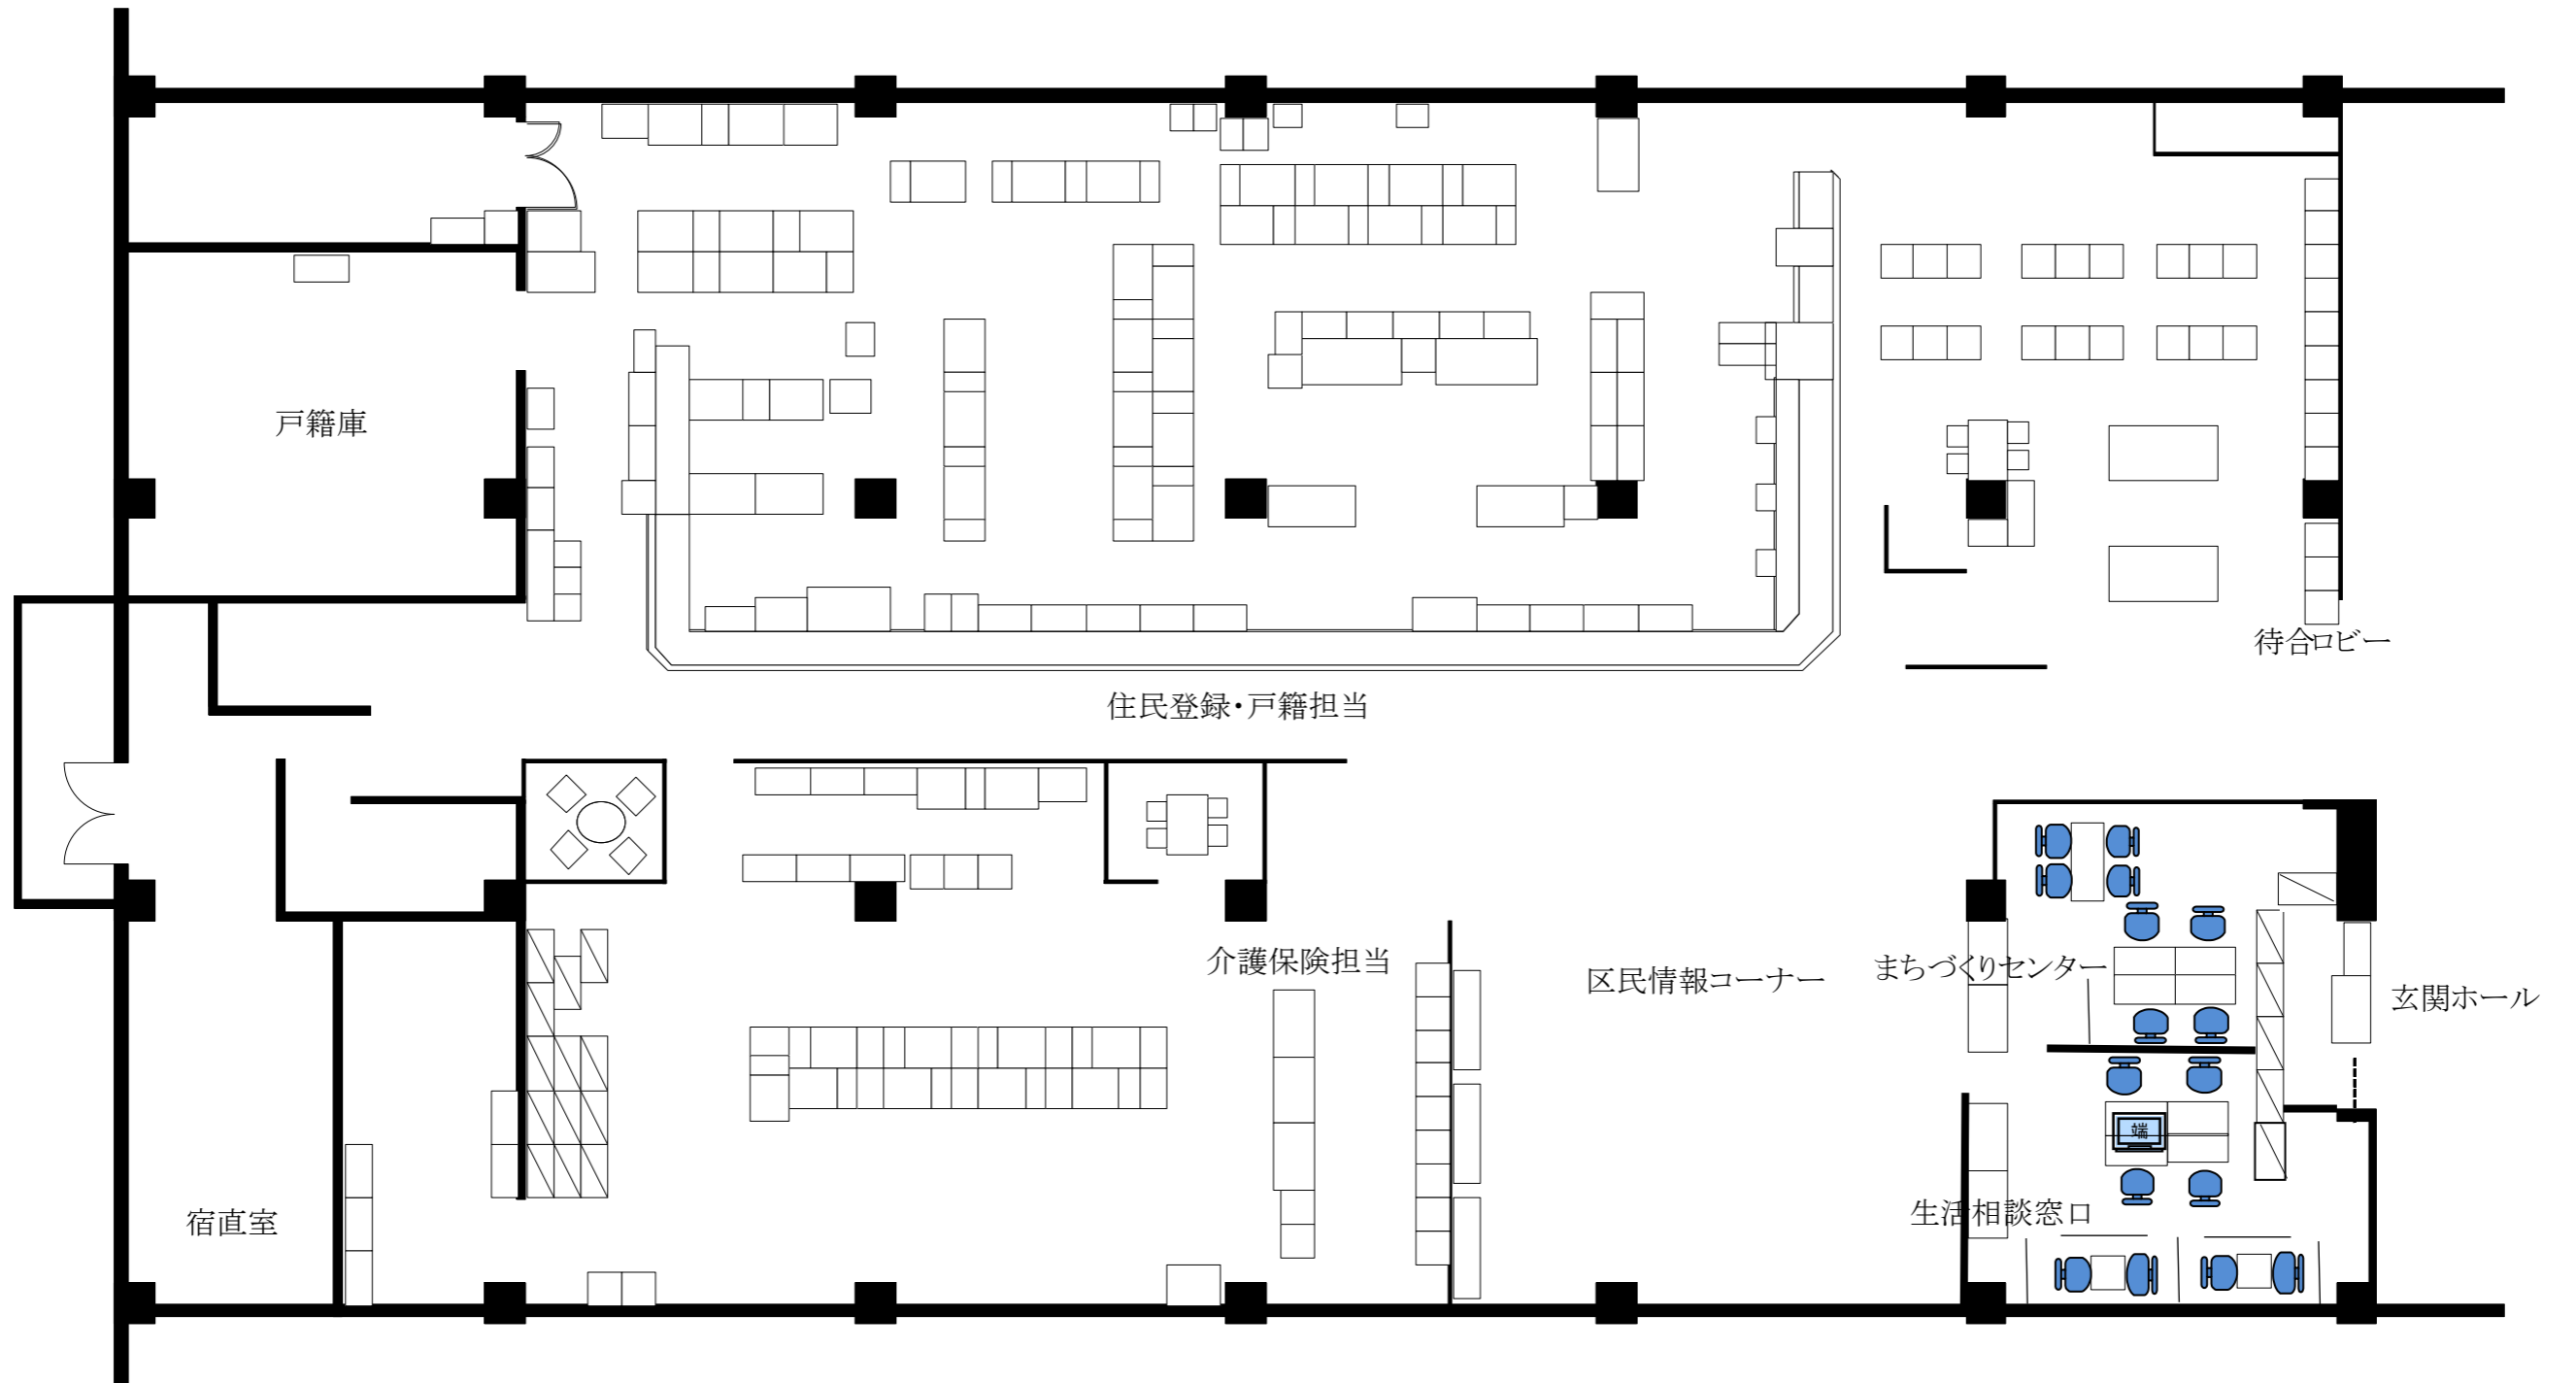 戸籍庫
待合ロビー
住民登録・戸籍担当
介護保険担当
区民情報コーナー
まちづくりセンター
玄関ホール
端
宿直室
生活相談窓口